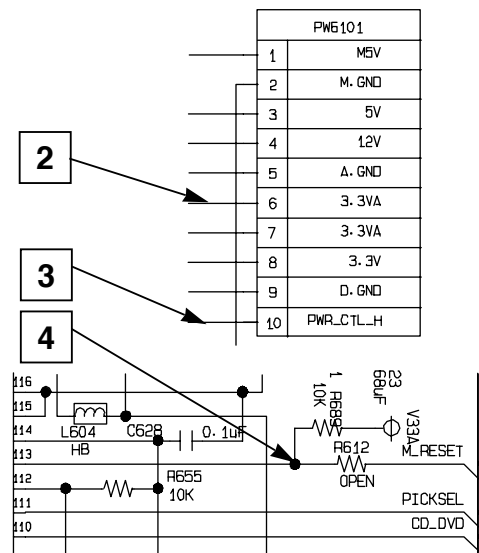 PW6101
1 M5V
2 M.GND
3 5V
4 12V
5 A.GND
6 3.3VA
7 3.3VA
8 3.3V
9 D.GND
10 PWR_CTL_H
2
3
4
116
115
114
113
112
111
110
L604
HB
C628
0.1uF
R655
10K
1 R689
10K
23
68uF
V33A
R612
OPEN
M_RESET
PICKSEL
CD_DVD